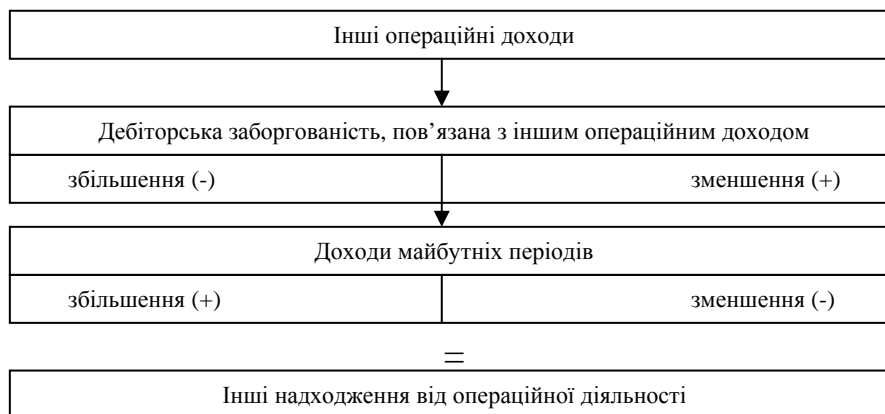 Інші операційні доходи
Дебіторська заборгованість, пов’язана з іншим операційним доходом
збільшення (-) зменшення (+)
Доходи майбутніх періодів
збільшення (+) зменшення (-)
=
Інші надходження від операційної діяльності